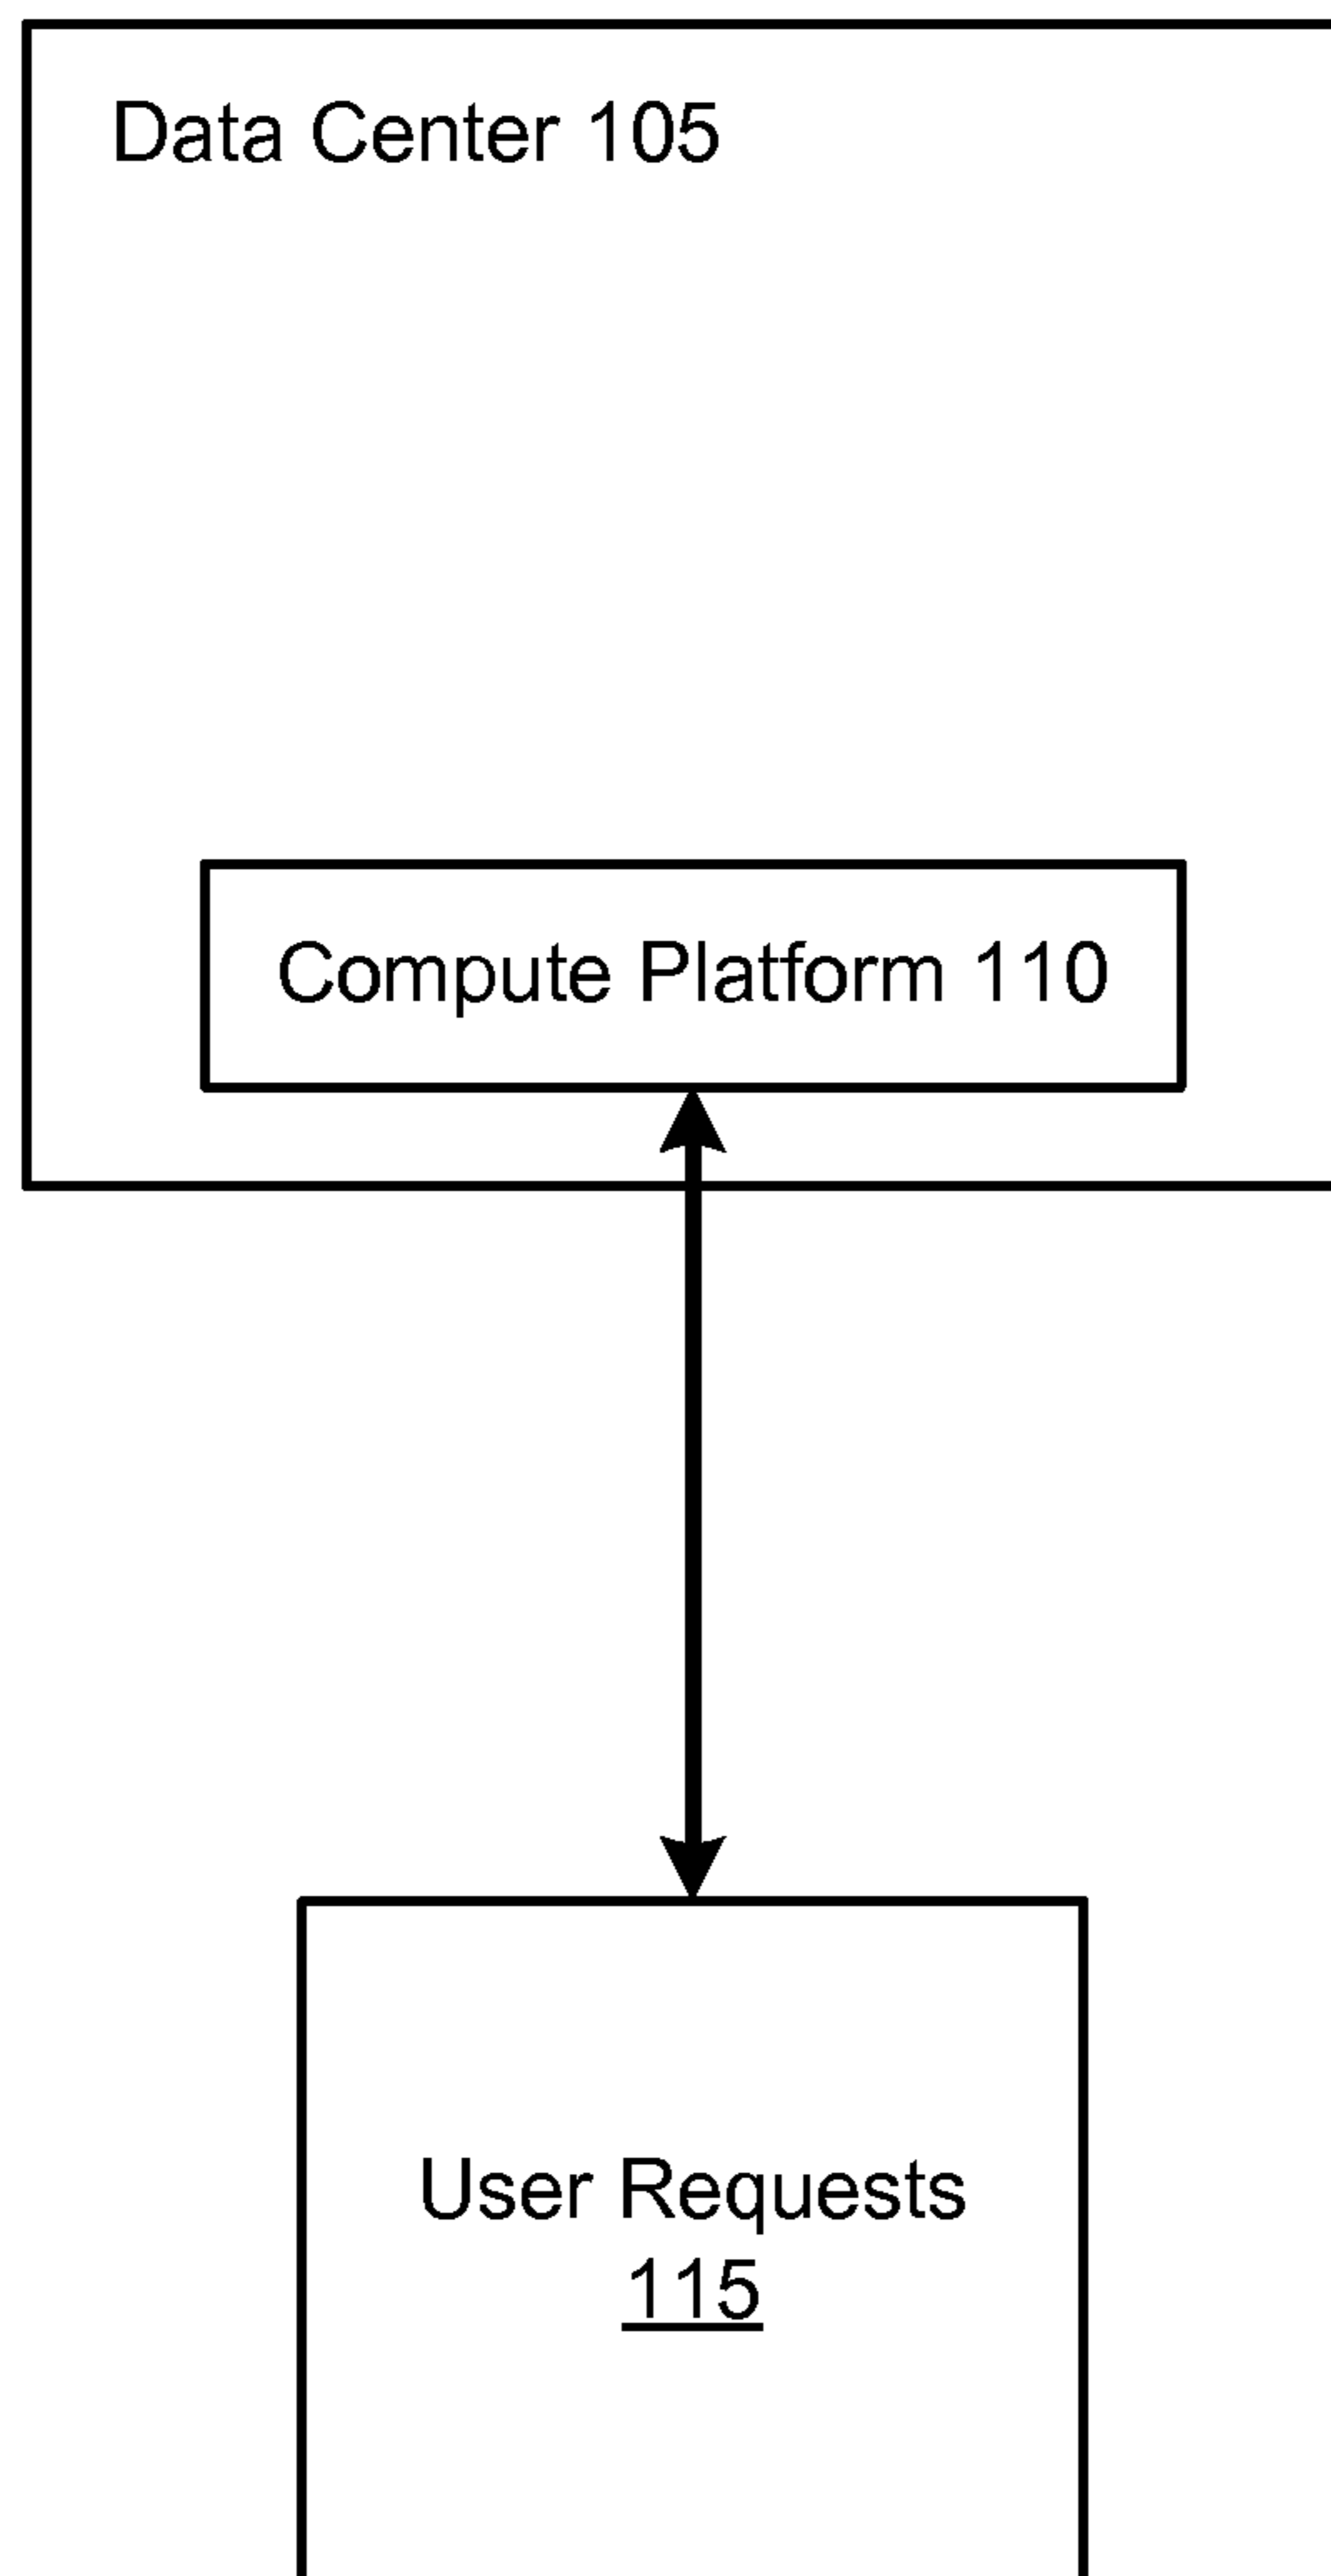 Data Center 105
Compute Platform 110
User Requests
115